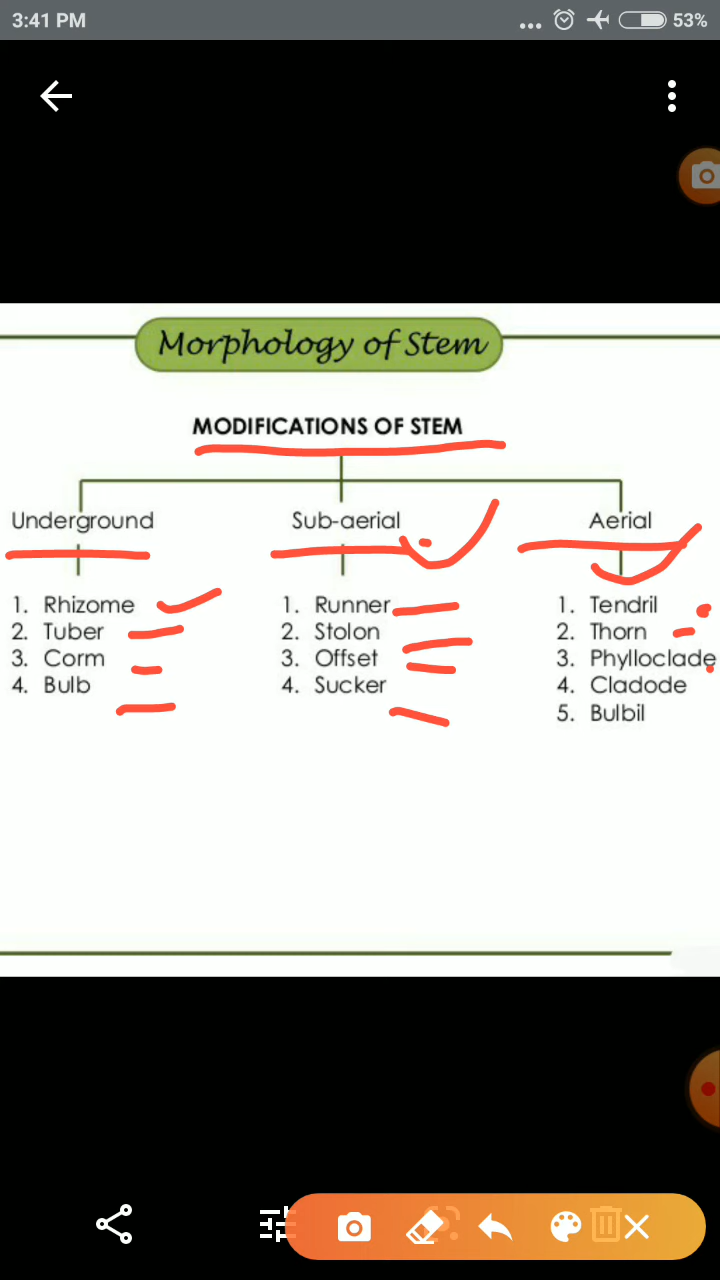 3:41 PM
53%
Morphology of Stem
MODIFICATIONS OF STEM
Underground
1. Rhizome
2. Tuber
3. Corm
4. Bulb
Sub-aerial
1. Runner
2. Stolon
3. Offset
4. Sucker
Aerial
1. Tendril
2. Thorn
3. Phylloclade
4. Cladode
5. Bulbil